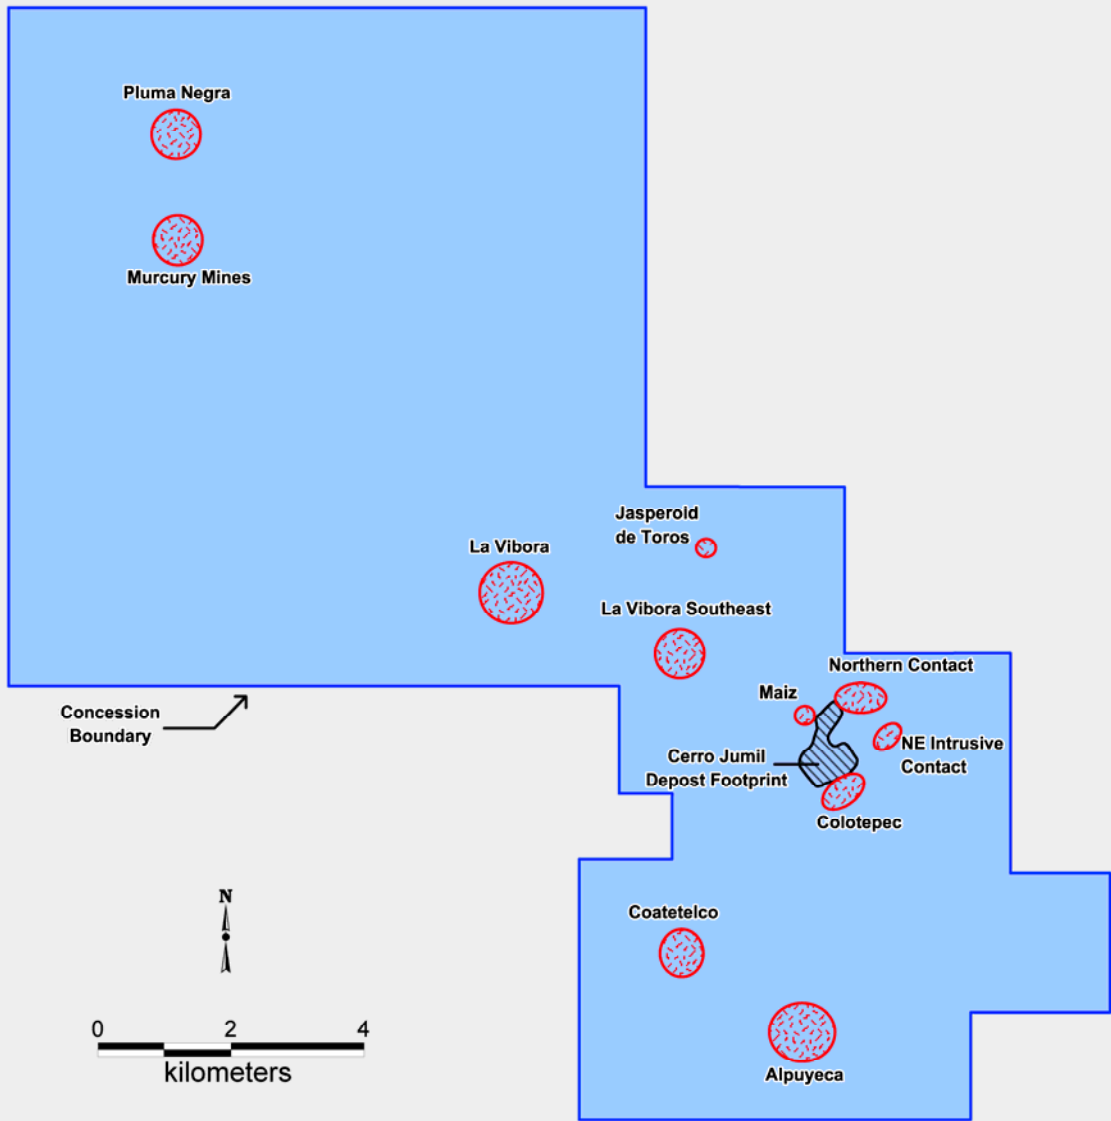 Pluma Negra
Murcury Mines
Jasperoid
de Toros
La Vibora
La Vibora Southeast
Northern Contact
Maiz
Concession
Boundary
NE Intrusive
Contact
Cerro Jumil
Depost Footprint
Colotepec
N
Coatetelco
0 2 4
kilometers
Alpuyeca